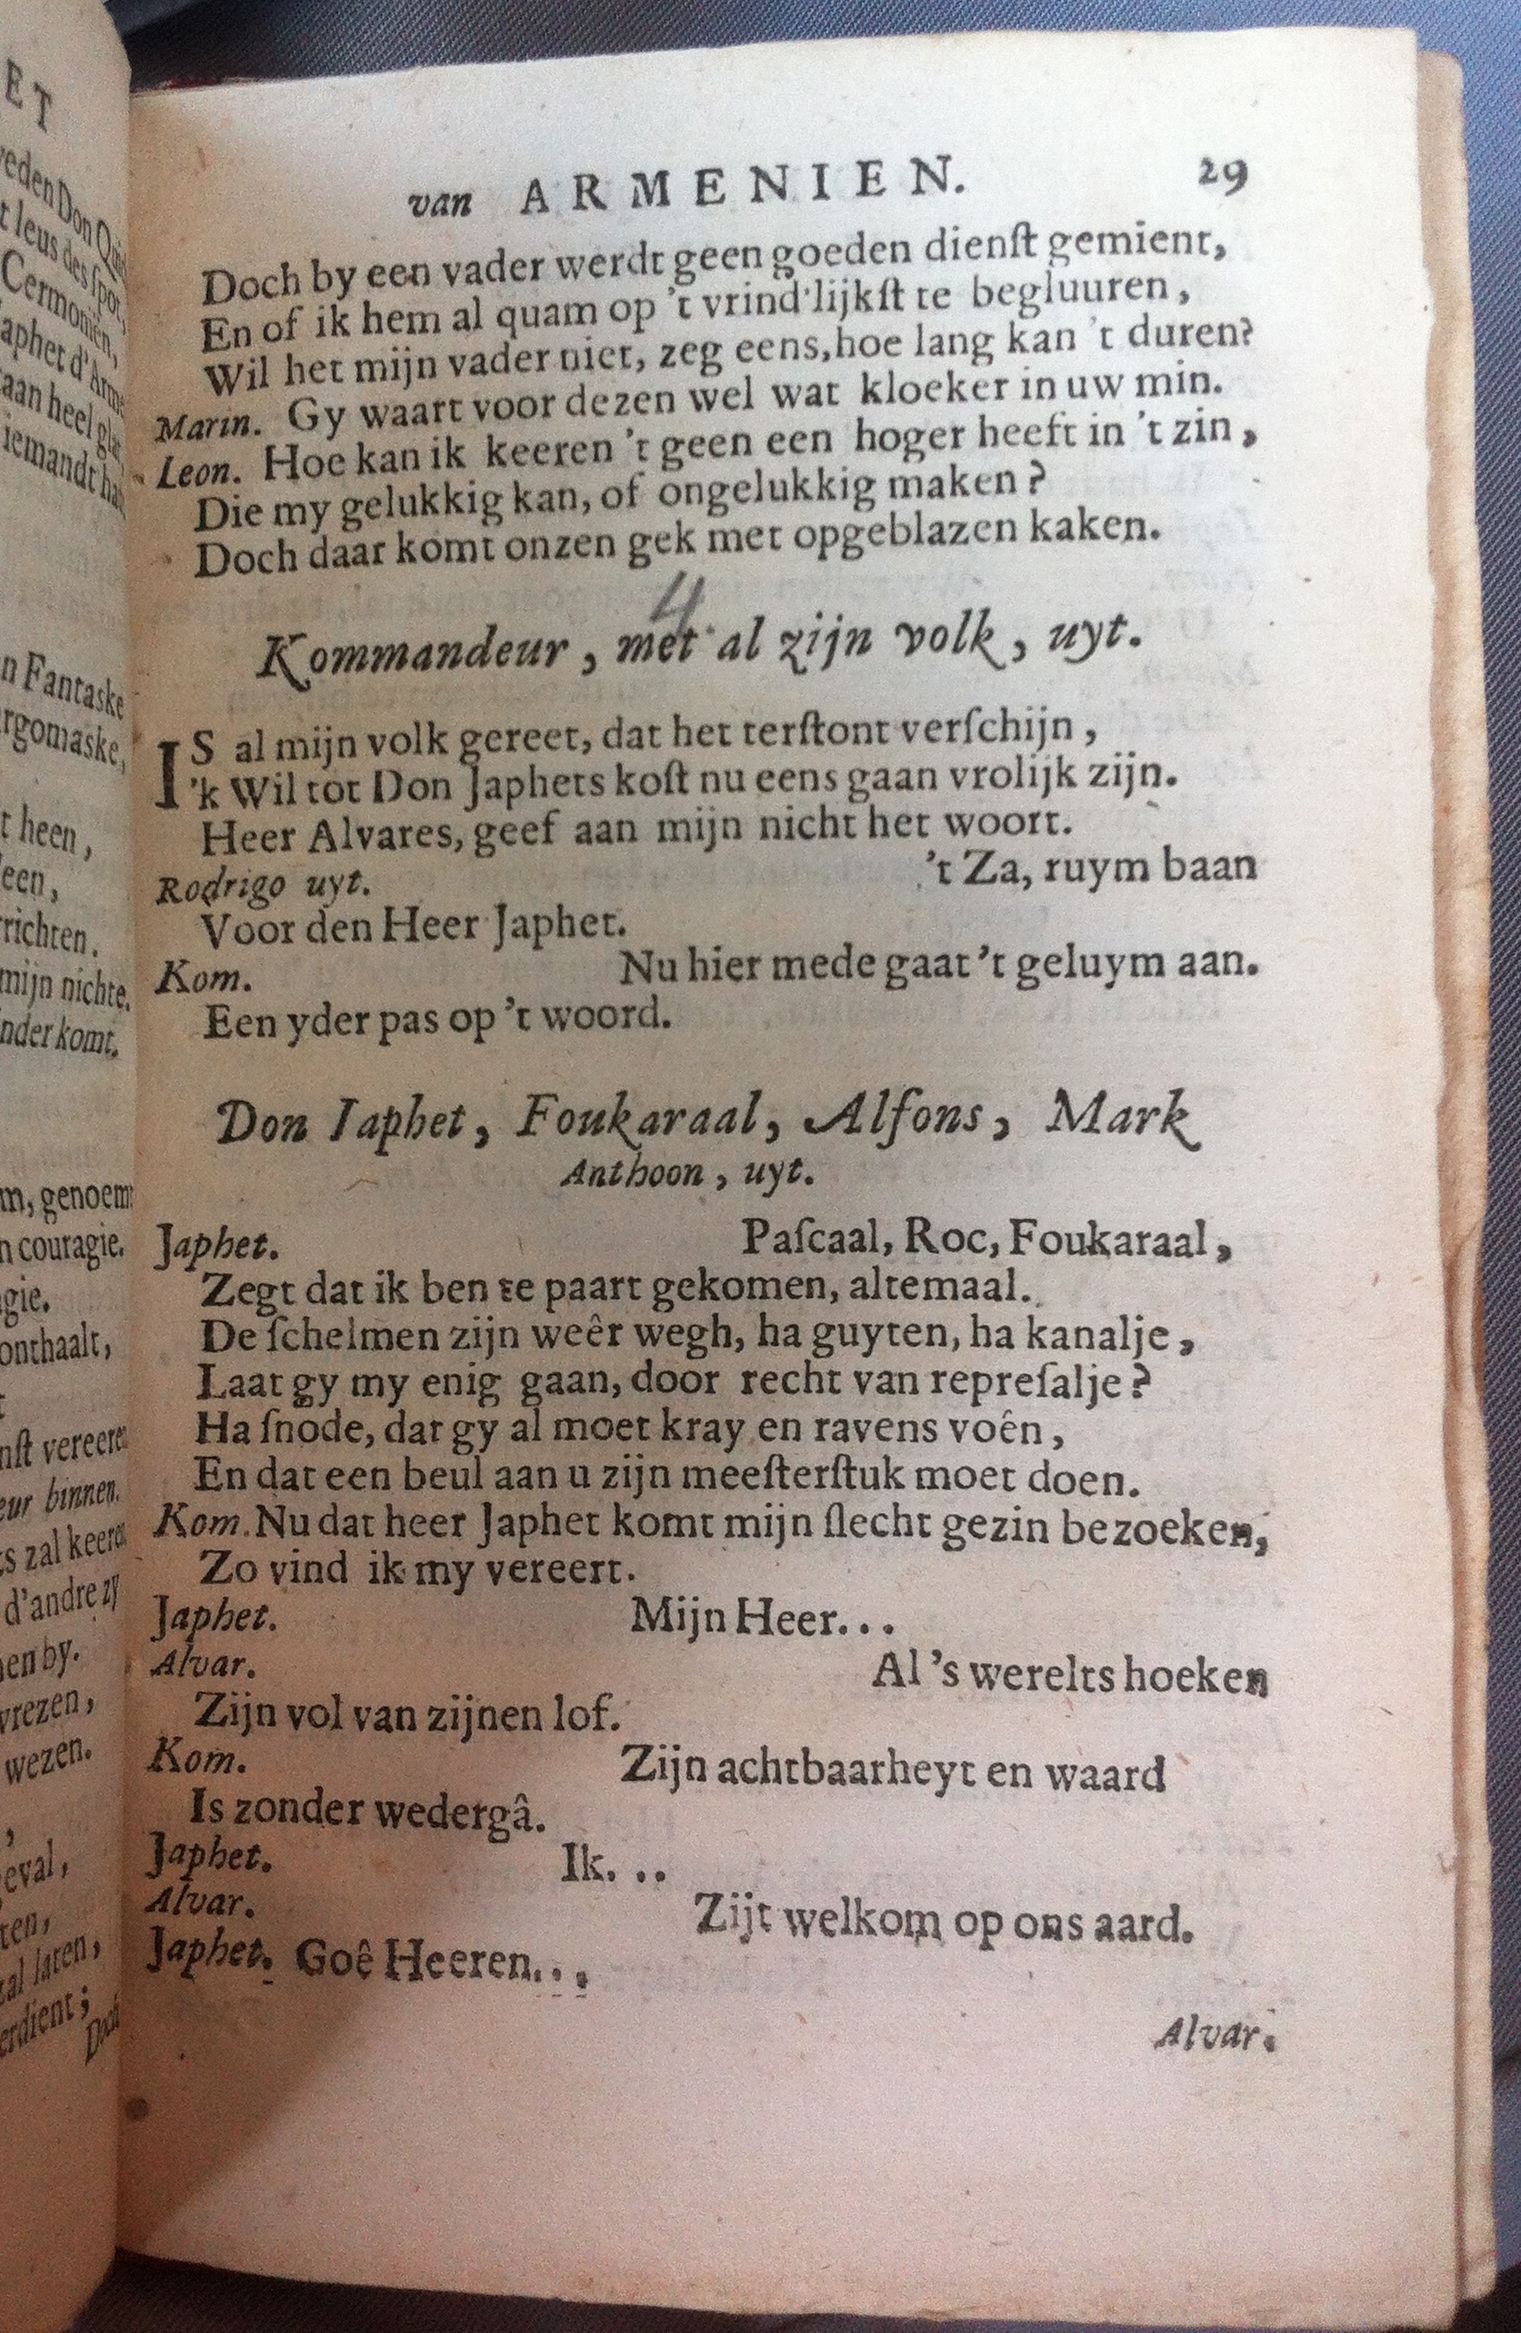 van ARMENIEN. 29
Doch by een vader werdt geen goeden dienſt gemient,
En of ik hem al quam op 't vrind'lijkſt te begluuren,
Wil het mijn vader niet, zeg eens, hoe lang kan 't duren?
Marin. Gy waart voor dezen wel wat kloeker in uw min.
Leon. Hoe kan ik keeren 't geen een hoger heeft in 't zin,
Die my gelukkig kan, of ongelukkig maken?
Doch daar komt onzen gek met opgeblazen kaken.
4
Kommandeur, met al zijn volk, uyt.
IS al mijn volk gereet, dat het terſtont verſchijn,
'k Wil tot Don Japhets koſt nu eens gaan vrolijk zijn.
Heer Alvares, geef aan mijn nicht het woort.
Rodrigo uyt. 't Za, ruym baan
Voor den Heer Japhet.
Kom. Nu hier mede gaat 't geluym aan.
Een yder pas op 't woord.
Don Iaphet, Foukaraal, Alfons, Mark
Anthoon, uyt.
Japhet. Paſcaal, Roc, Foukaraal,
Zegt dat ik ben te paart gekomen, altemaal.
De ſchelmen zijn weêr wegh, ha guyten, ha kanalje,
Laat gy my enig gaan, door recht van repreſalje?
Ha ſnode, dat gy al moet kray en ravens voên,
En dat een beul aan u zijn meeſterſtuk moet doen.
Kom. Nu dat heer Japhet komt mijn ſlecht gezin bezoeken,
Zo vind ik my vereert.
Japhet. Mijn Heer...
Alvar. Al 's werelts hoeken
Zijn vol van zijnen lof.
Kom. Zijn achtbaarheyt en waard
Is zonder wedergâ.
Japhet. Ik...
Alvar. Zijt welkom op ons aard.
Japhet. Goê Heeren...
Alvar.
ET
t heen,
richten.
mijn nichte.
couragie.
onthaalt,
binnen.
d'andre zy
by.
wezen.